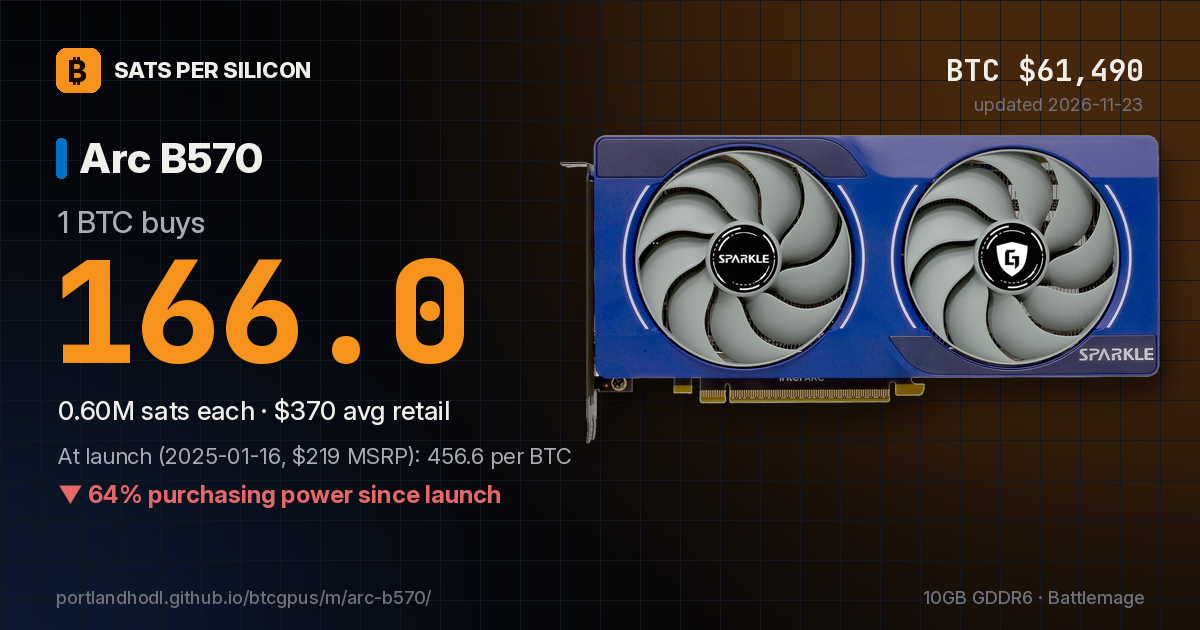 ₿ SATS PER SILICON
BTC $61,490
updated 2026-11-23
Arc B570
1 BTC buys
166.0
0.60M sats each · $370 avg retail
At launch (2025-01-16, $219 MSRP): 456.6 per BTC
▼ 64% purchasing power since launch
SPARKLE
SPARKLE
intel ARC
portlandhodl.github.io/btcgpus/m/arc-b570/
10GB GDDR6 · Battlemage